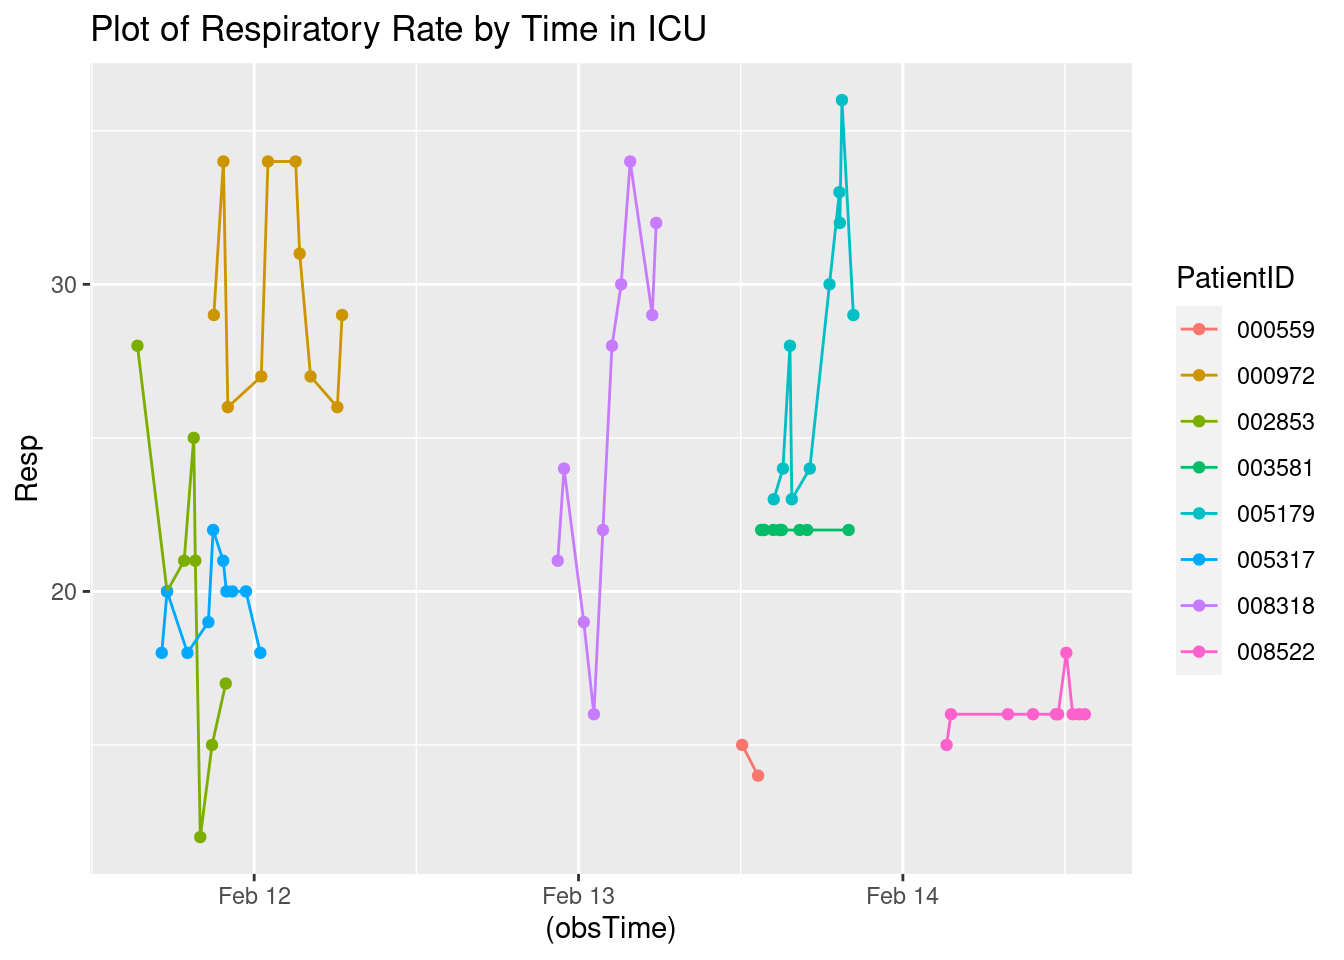 Plot of Respiratory Rate by Time in ICU
Resp
30
20
Feb 12
Feb 13
Feb 14
(obsTime)
PatientID
000559
000972
002853
003581
005179
005317
008318
008522